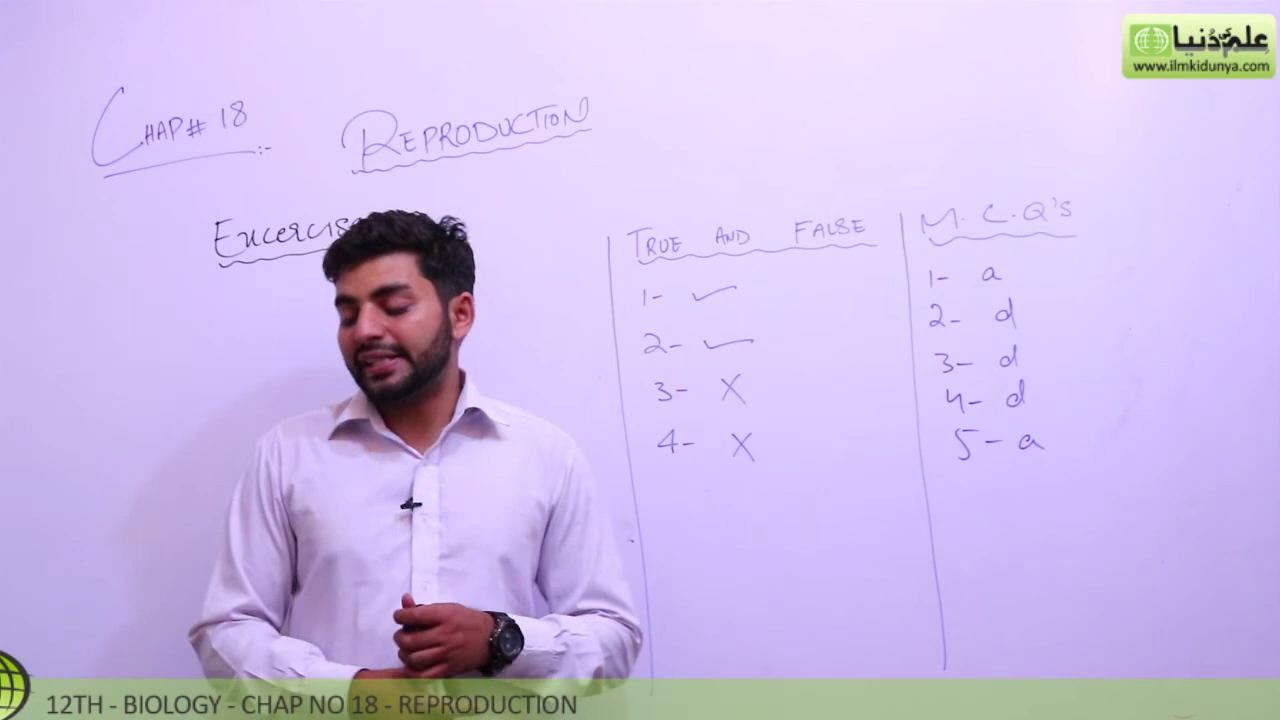 علم کی دُنیا
www.ilmkidunya.com
CHAP# 18 :-
REPRODUCTION
TRUE AND FALSE
1- ✓
2- ✓
3- X
4- X
M.C.Q'S
1- a
2- d
3- d
4- d
5- a
12TH - BIOLOGY - CHAP NO 18 - REPRODUCTION